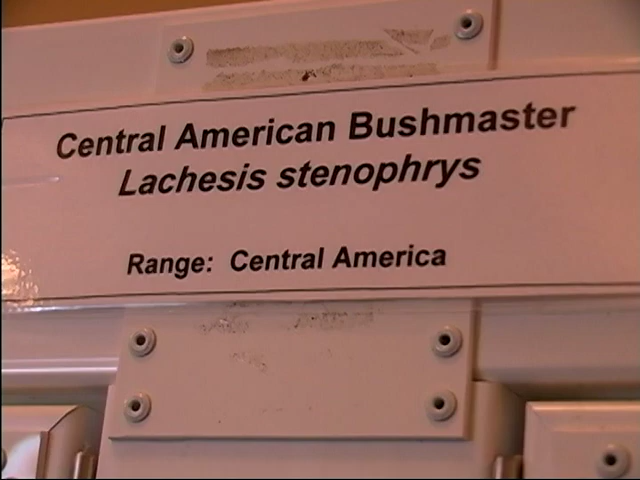 Central American Bushmaster
Lachesis stenophrys
Range: Central America